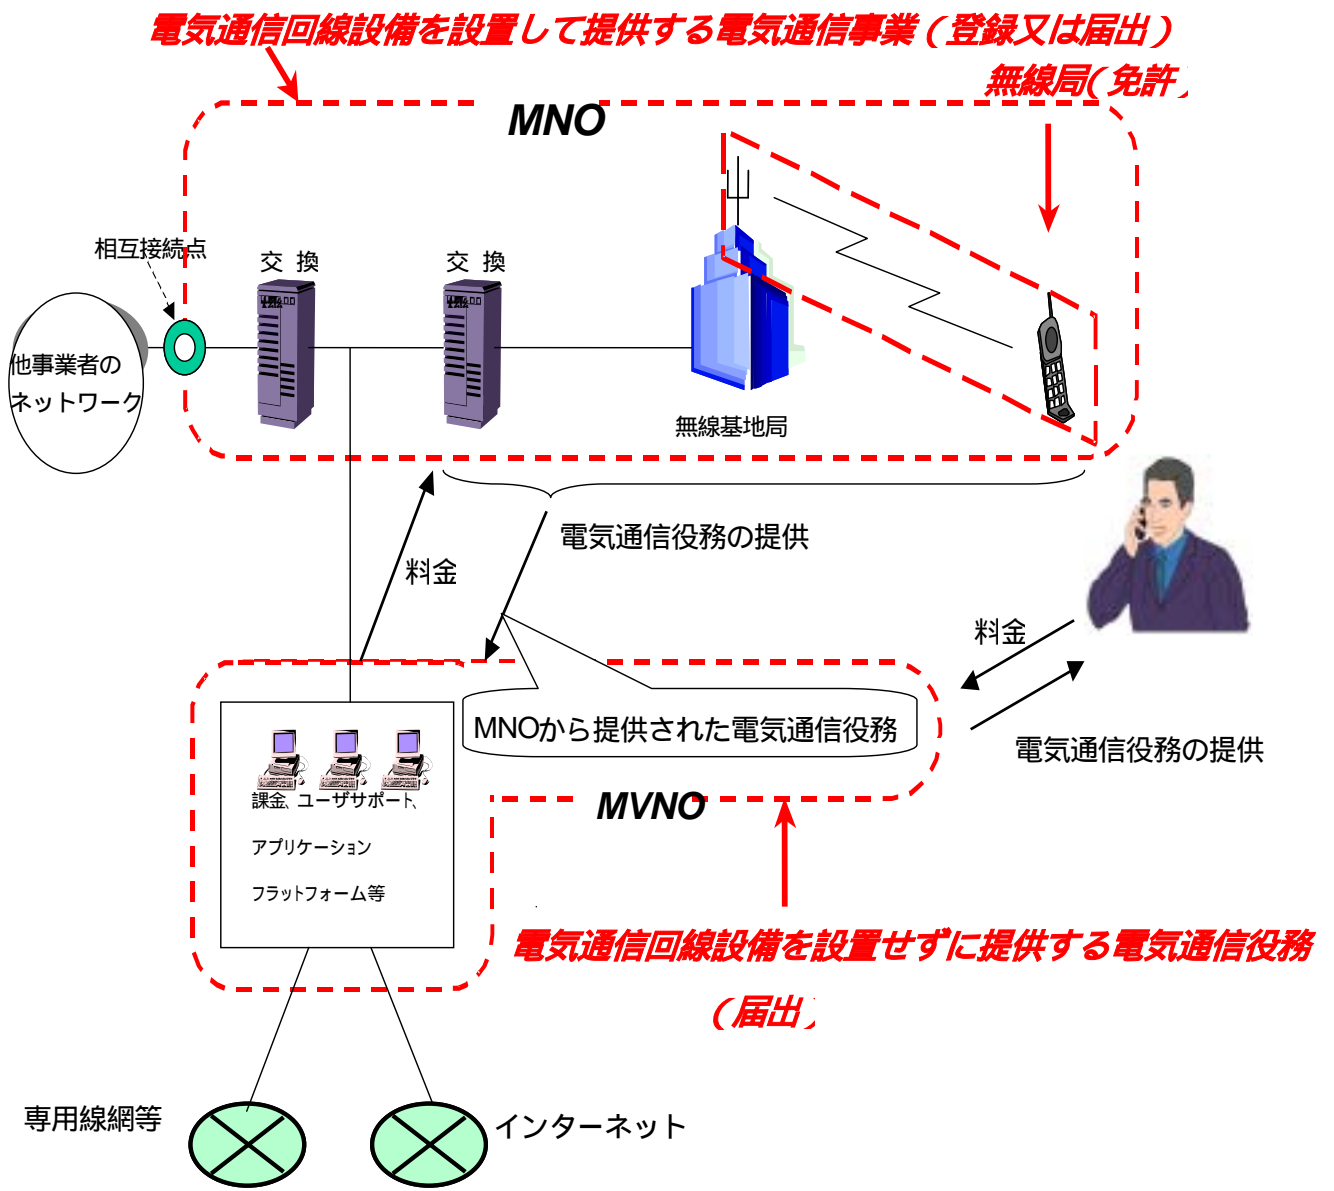 電気通信回線設備を設置して提供する電気通信事業(登録又は届出)
無線局(免許)
MNO
相互接続点
交 換
交 換
他事業者の
ネットワーク
無線基地局
電気通信役務の提供
料金
料金
MNOから提供された電気通信役務
電気通信役務の提供
課金、ユーザサポート、
MVNO
アプリケーション
フラットフォーム等
電気通信回線設備を設置せずに提供する電気通信役務
(届出)
専用線網等
インターネット